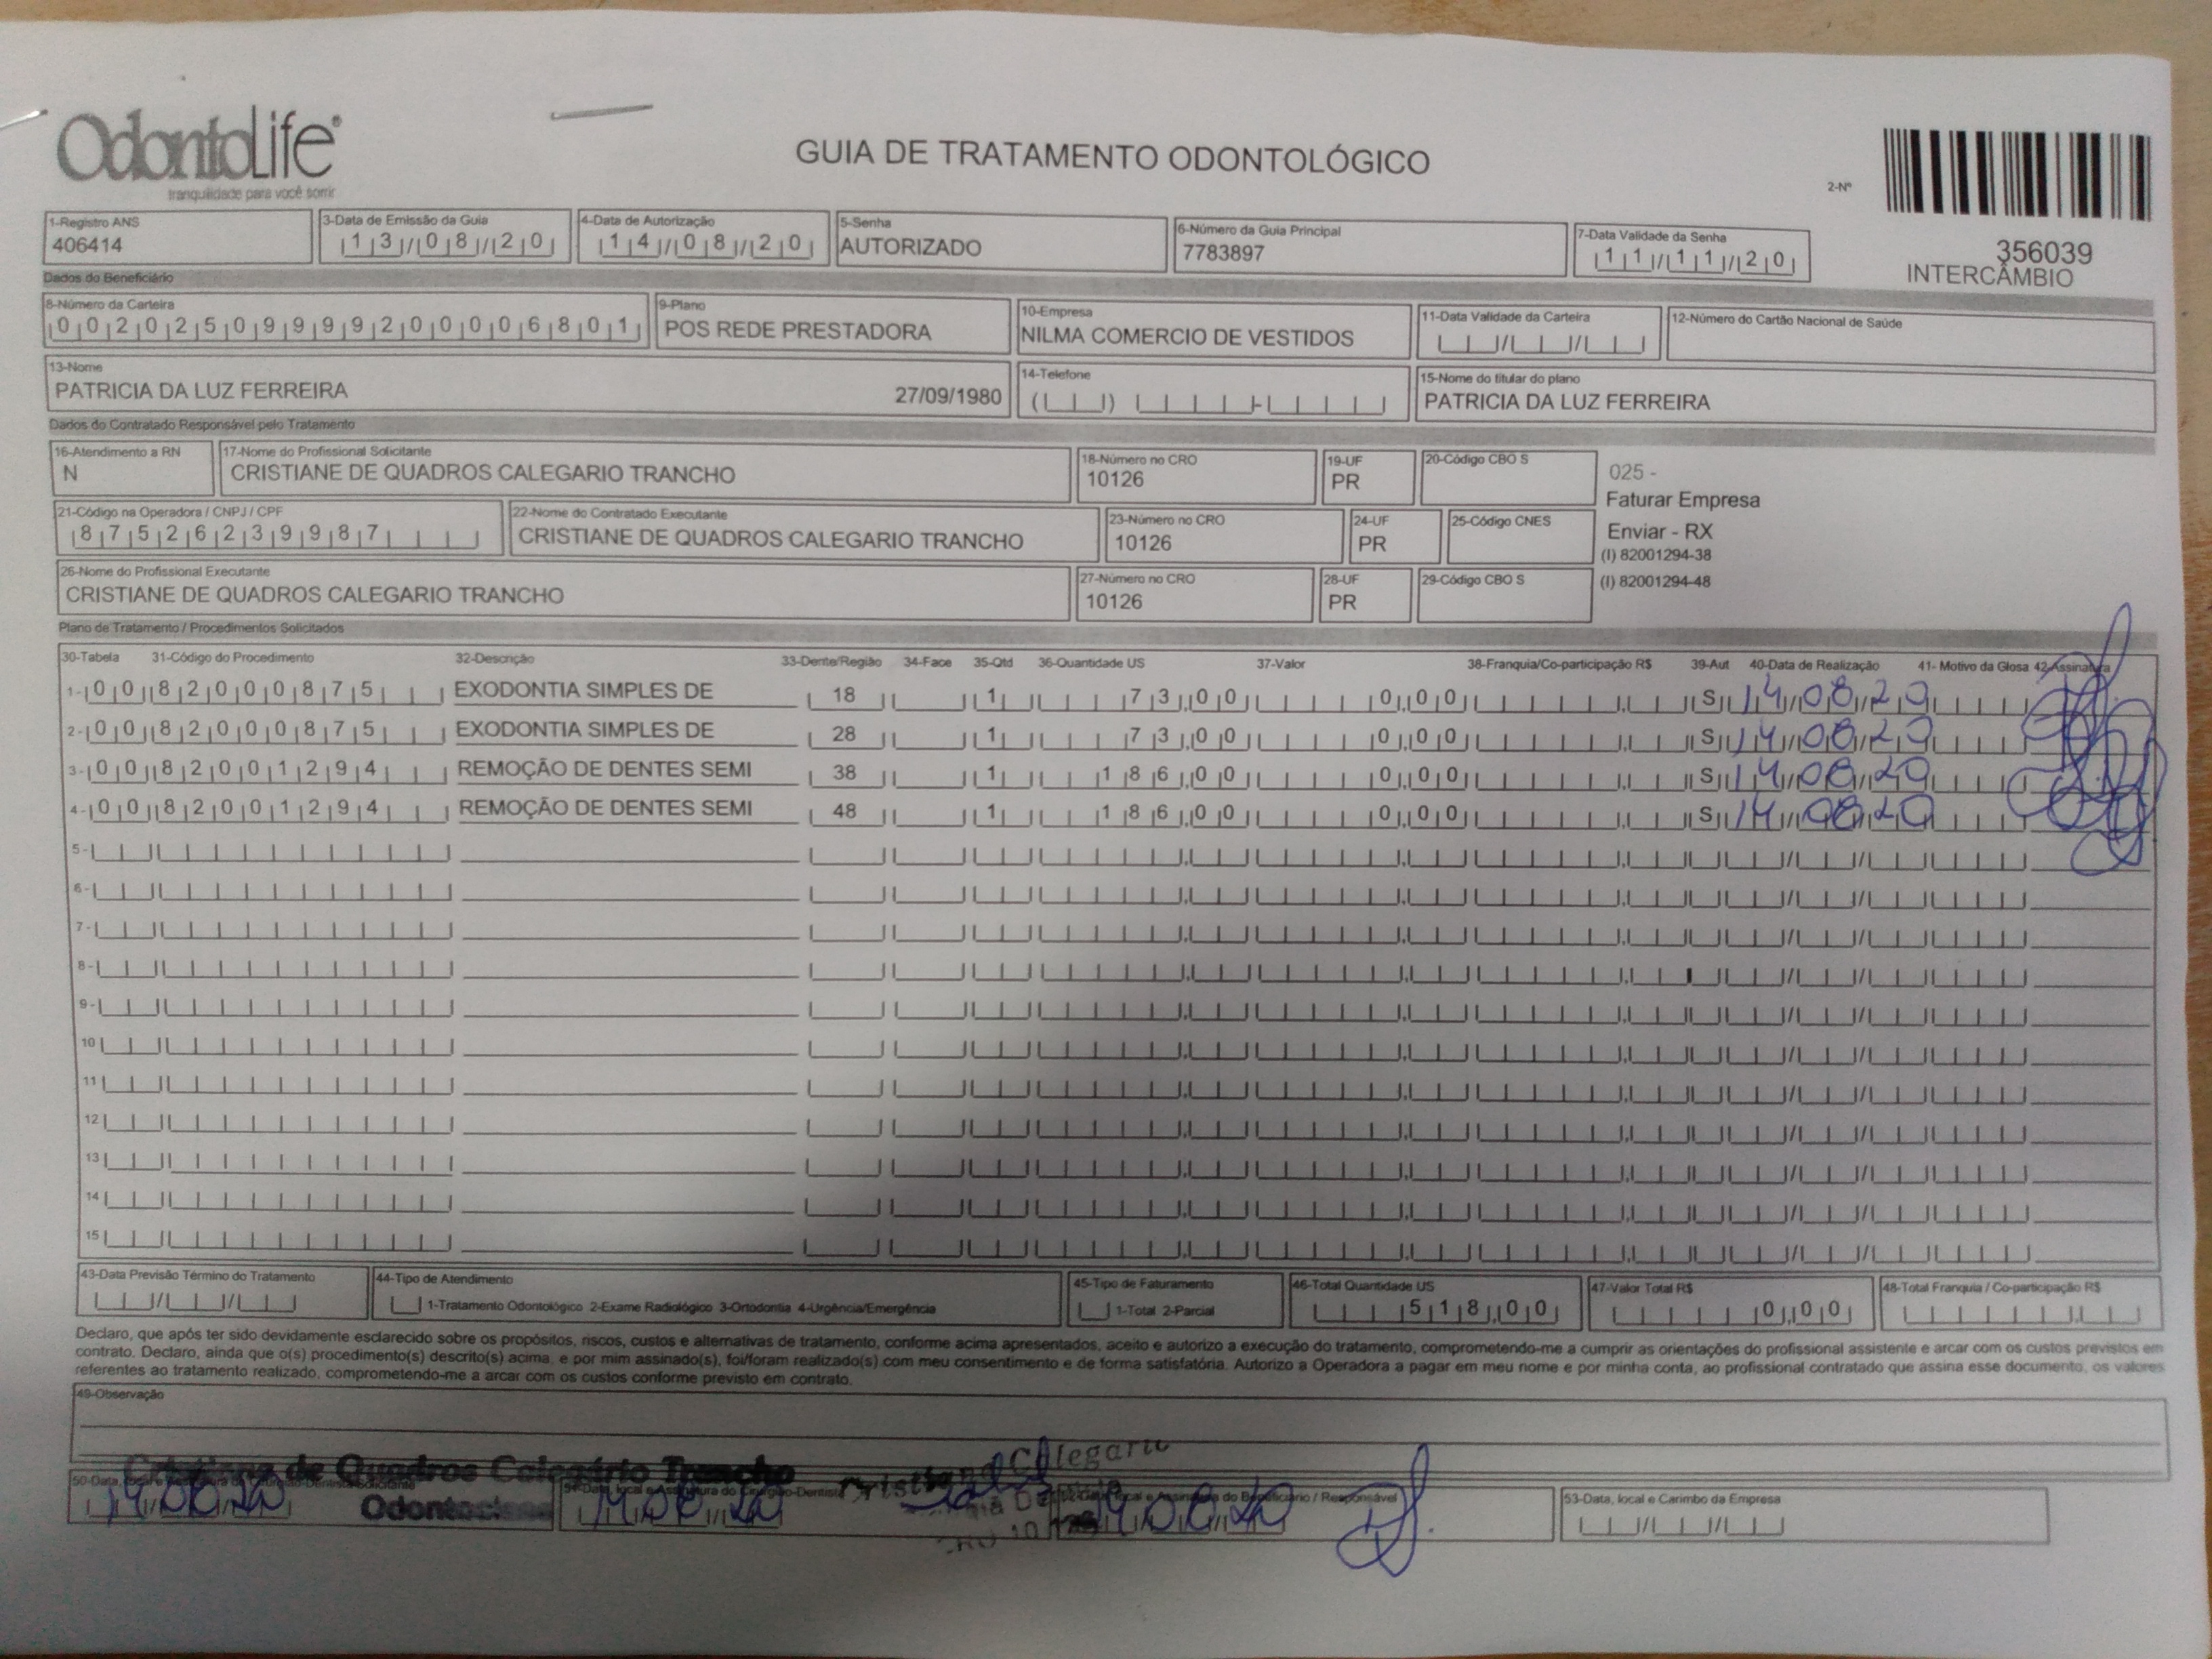 OdontoLife®
tranquilidade para você sorrir
GUIA DE TRATAMENTO ODONTOLÓGICO
2-Nº
356039
INTERCÂMBIO
1-Registro ANS
406414
3-Data de Emissão da Guia
13/08/20
4-Data de Autorização
14/08/20
5-Senha
AUTORIZADO
6-Número da Guia Principal
7783897
7-Data Validade da Senha
11/11/20
Dados do Beneficiário
8-Número da Carteira
00202509999200006801
9-Plano
POS REDE PRESTADORA
10-Empresa
NILMA COMERCIO DE VESTIDOS
11-Data Validade da Carteira
12-Número do Cartão Nacional de Saúde
13-Nome
PATRICIA DA LUZ FERREIRA 27/09/1980
14-Telefone
15-Nome do titular do plano
PATRICIA DA LUZ FERREIRA
Dados do Contratado Responsável pelo Tratamento
16-Atendimento a RN
N
17-Nome do Profissional Solicitante
CRISTIANE DE QUADROS CALEGARIO TRANCHO
18-Número no CRO
10126
19-UF
PR
20-Código CBO S
025 -
Faturar Empresa
Enviar - RX
(I) 82001294-38
(I) 82001294-48
21-Código na Operadora / CNPJ / CPF
87526239987
22-Nome do Contratado Executante
CRISTIANE DE QUADROS CALEGARIO TRANCHO
23-Número no CRO
10126
24-UF
PR
25-Código CNES
26-Nome do Profissional Executante
CRISTIANE DE QUADROS CALEGARIO TRANCHO
27-Número no CRO
10126
28-UF
PR
29-Código CBO S
Plano de Tratamento / Procedimentos Solicitados
30-Tabela 31-Código do Procedimento 32-Descrição 33-Dente/Região 34-Face 35-Qtd 36-Quantidade US 37-Valor 38-Franquia/Co-participação R$ 39-Aut 40-Data de Realização 41- Motivo da Glosa 42-Assinatura
1- 00 82000875 EXODONTIA SIMPLES DE 18 1 73,00 0,00 S 14/08/20
2- 00 82000875 EXODONTIA SIMPLES DE 28 1 73,00 0,00 S 14/08/20
3- 00 82001294 REMOÇÃO DE DENTES SEMI 38 1 186,00 0,00 S 14/08/20
4- 00 82001294 REMOÇÃO DE DENTES SEMI 48 1 186,00 0,00 S 14/08/20
5-
6-
7-
8-
9-
10
11
12
13
14
15
43-Data Previsão Término do Tratamento
44-Tipo de Atendimento
1-Tratamento Odontológico 2-Exame Radiológico 3-Ortodontia 4-Urgência/Emergência
45-Tipo de Faturamento
1-Total 2-Parcial
46-Total Quantidade US
518,00
47-Valor Total R$
0,00
48-Total Franquia / Co-participação R$
Declaro, que após ter sido devidamente esclarecido sobre os propósitos, riscos, custos e alternativas de tratamento, conforme acima apresentados, aceito e autorizo a execução do tratamento, comprometendo-me a cumprir as orientações do profissional assistente e arcar com os custos previstos em
contrato. Declaro, ainda que o(s) procedimento(s) descrito(s) acima, e por mim assinado(s), foi/foram realizado(s) com meu consentimento e de forma satisfatória. Autorizo a Operadora a pagar em meu nome e por minha conta, ao profissional contratado que assina esse documento, os valores
referentes ao tratamento realizado, comprometendo-me a arcar com os custos conforme previsto em contrato.
49-Observação
Cristiane de Quadros Calegário Trancho
14/08/20
14/08/20
14/08/20
53-Data, local e Carimbo da Empresa